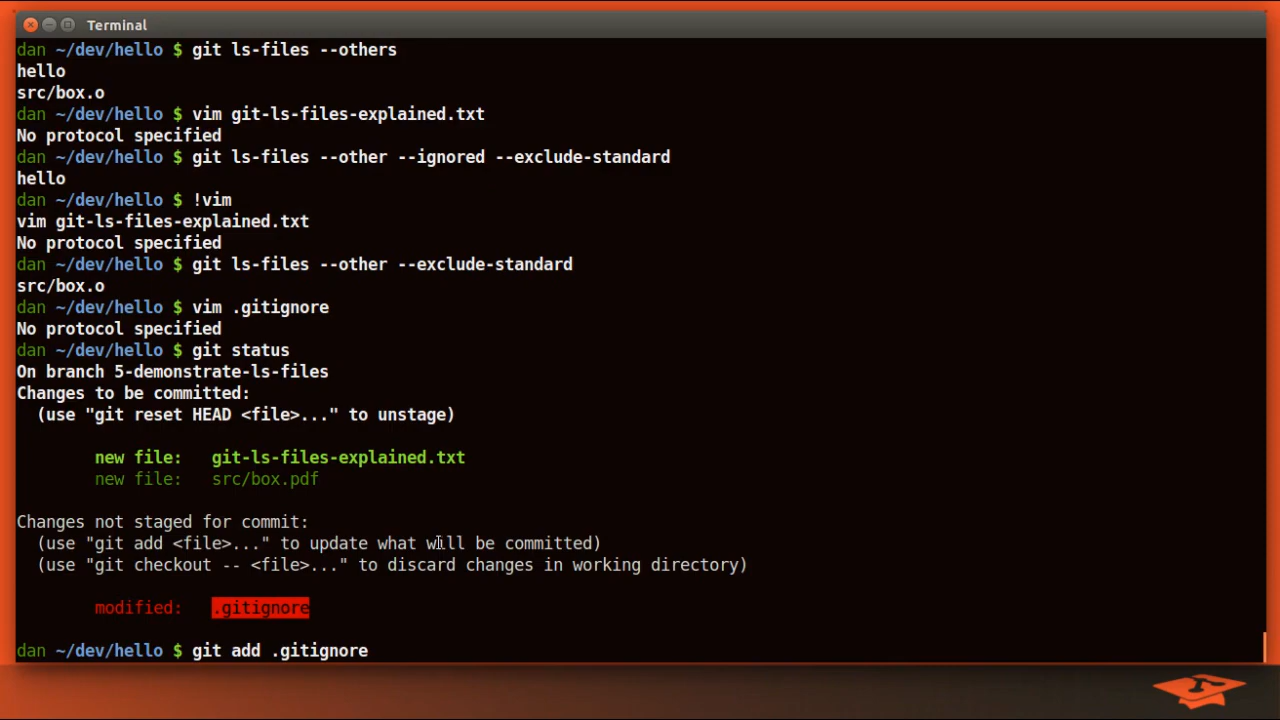 Terminal
dan ~/dev/hello $ git ls-files --others
hello
src/box.o
dan ~/dev/hello $ vim git-ls-files-explained.txt
No protocol specified
dan ~/dev/hello $ git ls-files --other --ignored --exclude-standard
hello
dan ~/dev/hello $ !vim
vim git-ls-files-explained.txt
No protocol specified
dan ~/dev/hello $ git ls-files --other --exclude-standard
src/box.o
dan ~/dev/hello $ vim .gitignore
No protocol specified
dan ~/dev/hello $ git status
On branch 5-demonstrate-ls-files
Changes to be committed:
  (use "git reset HEAD <file>..." to unstage)
        new file:   git-ls-files-explained.txt
        new file:   src/box.pdf
Changes not staged for commit:
  (use "git add <file>..." to update what will be committed)
  (use "git checkout -- <file>..." to discard changes in working directory)
        modified:   .gitignore
dan ~/dev/hello $ git add .gitignore